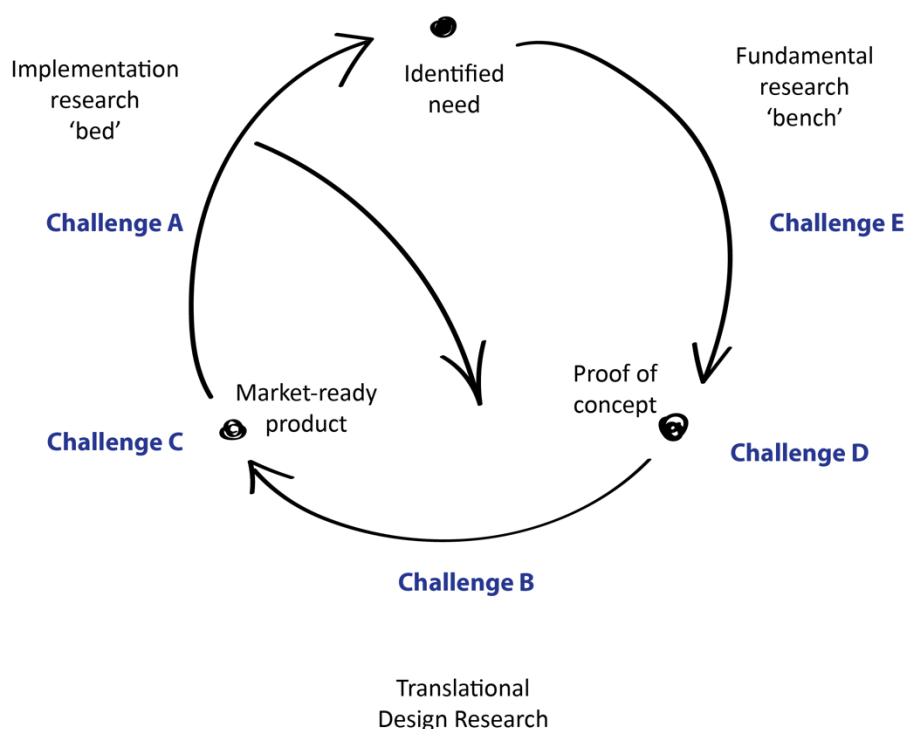 Implementation
research
‘bed’
Identified
need
Fundamental
research
‘bench’
Challenge A
Challenge E
Market-ready
product
Proof of
concept
Challenge C
Challenge D
Challenge B
Translational
Design Research